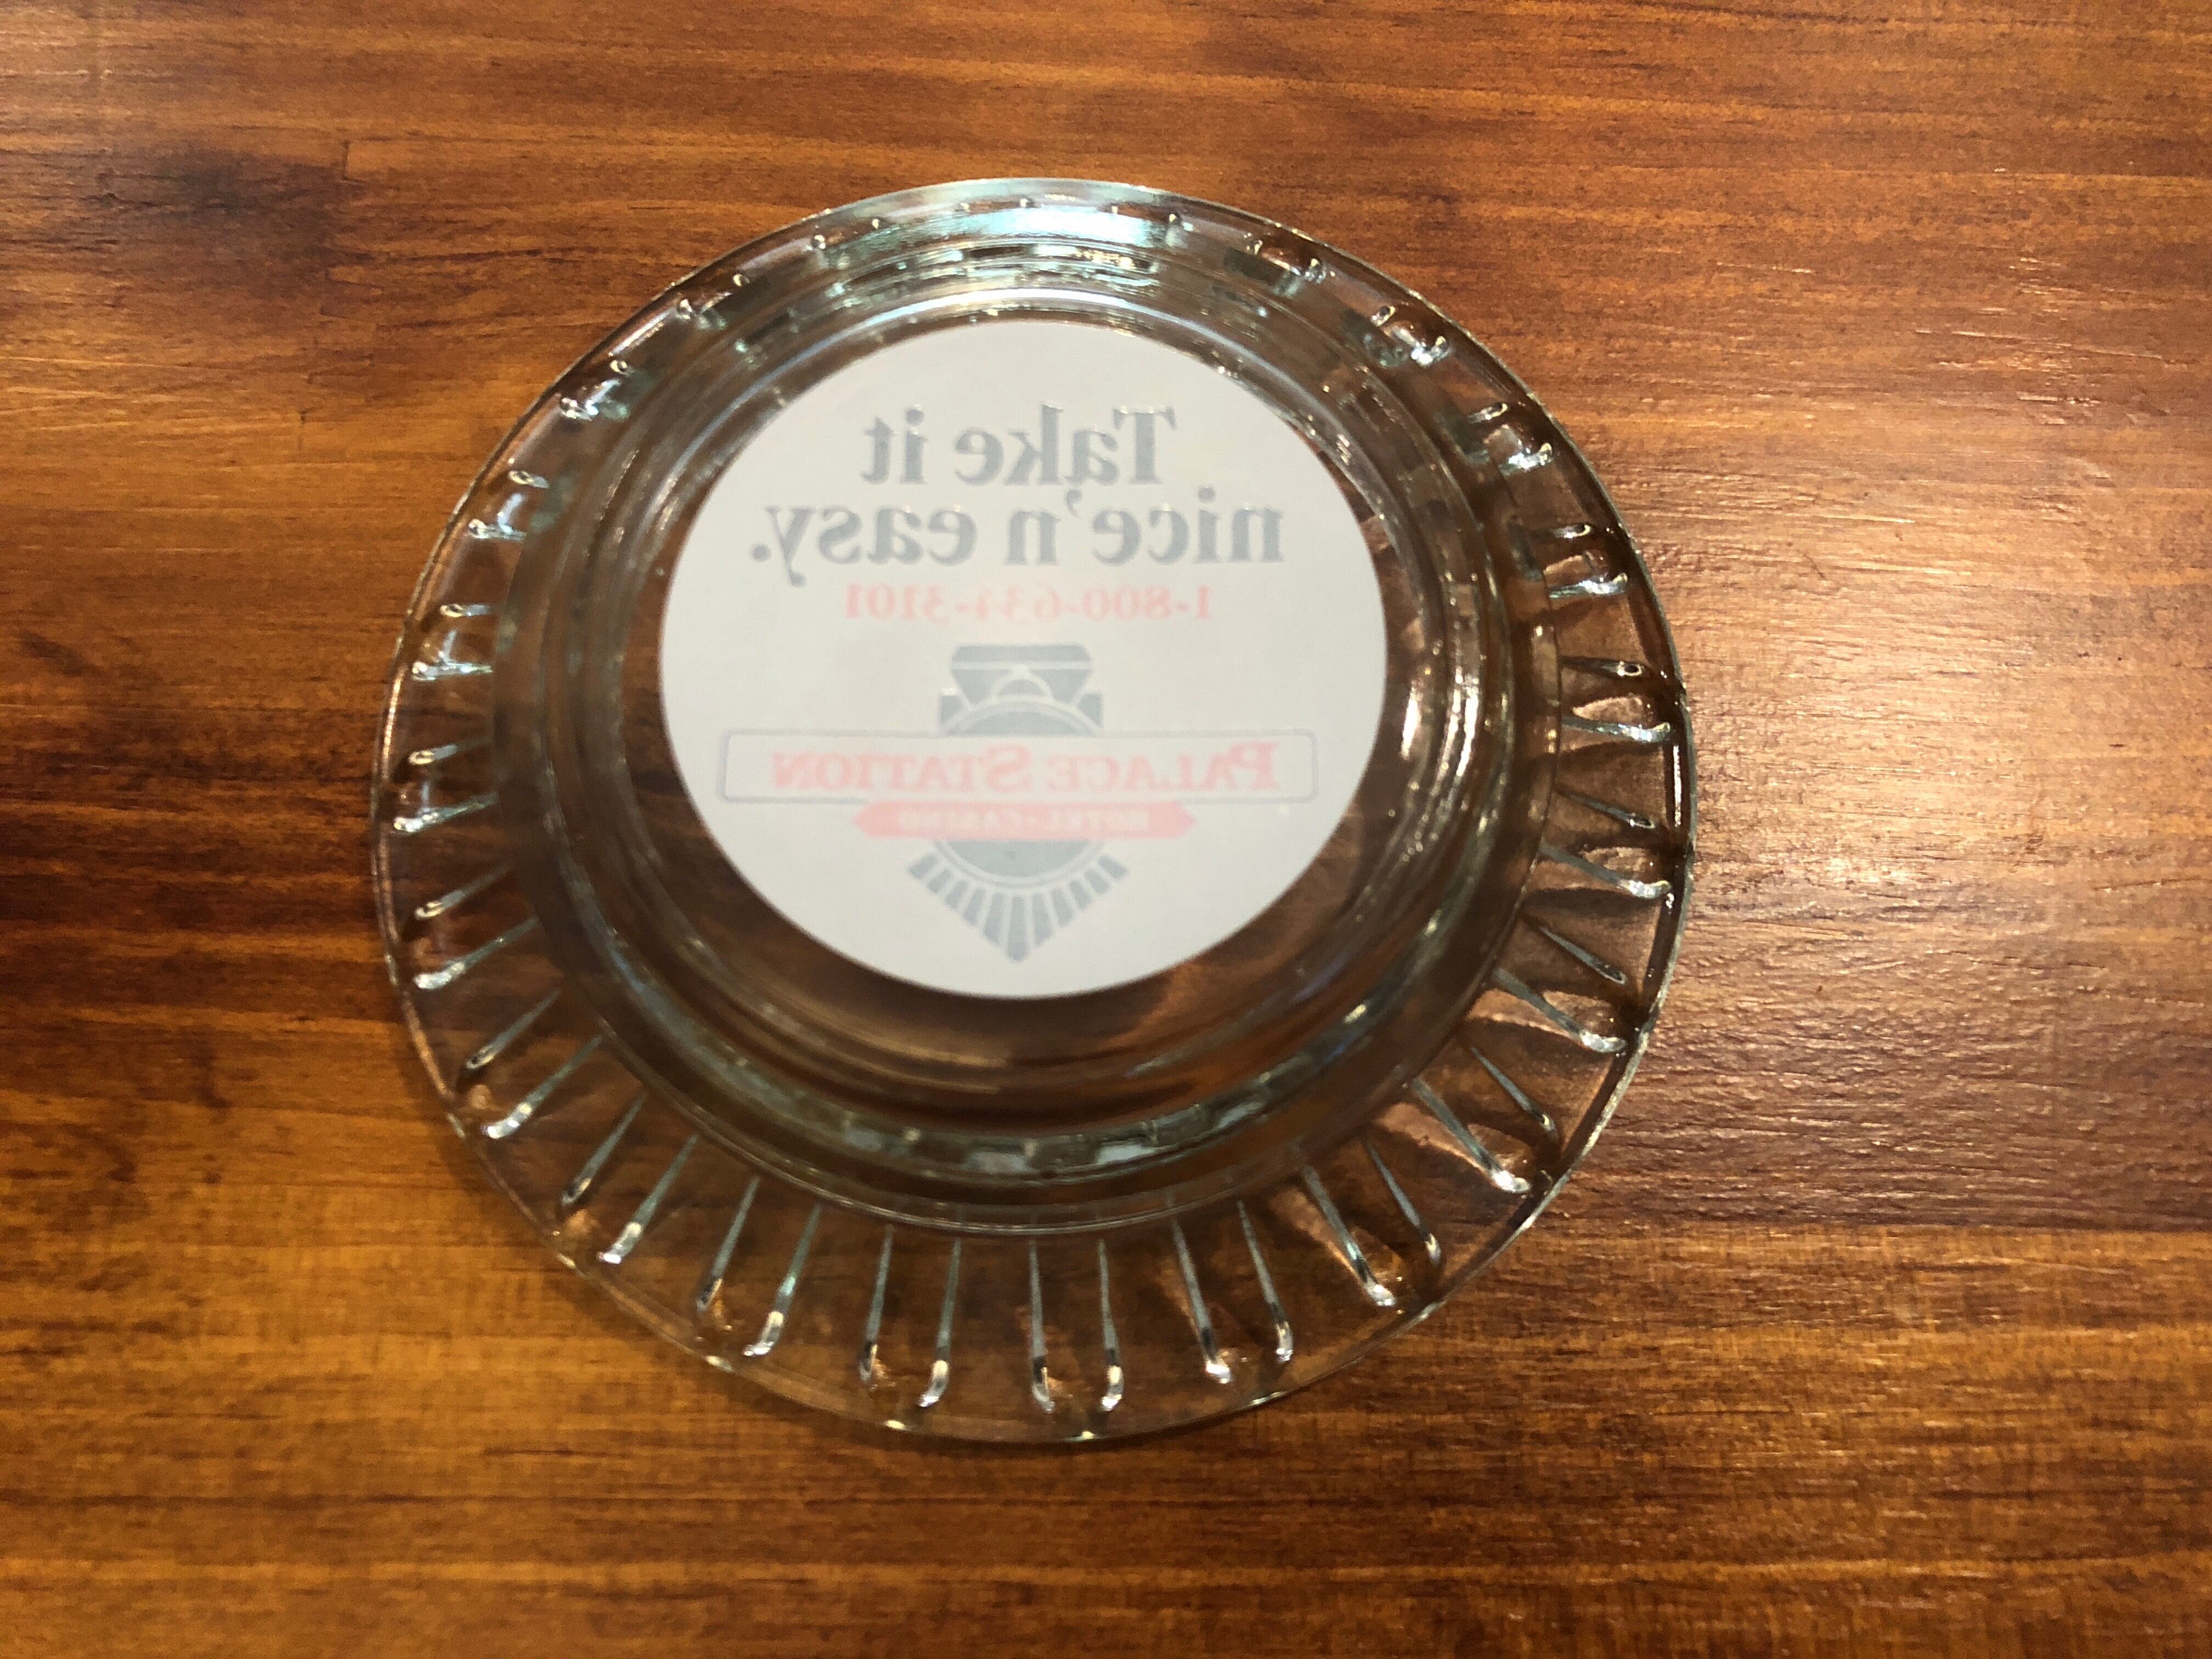 Take it
nice'n easy.
1-800-634-3101
PALACE STATION
HOTEL-CASINO